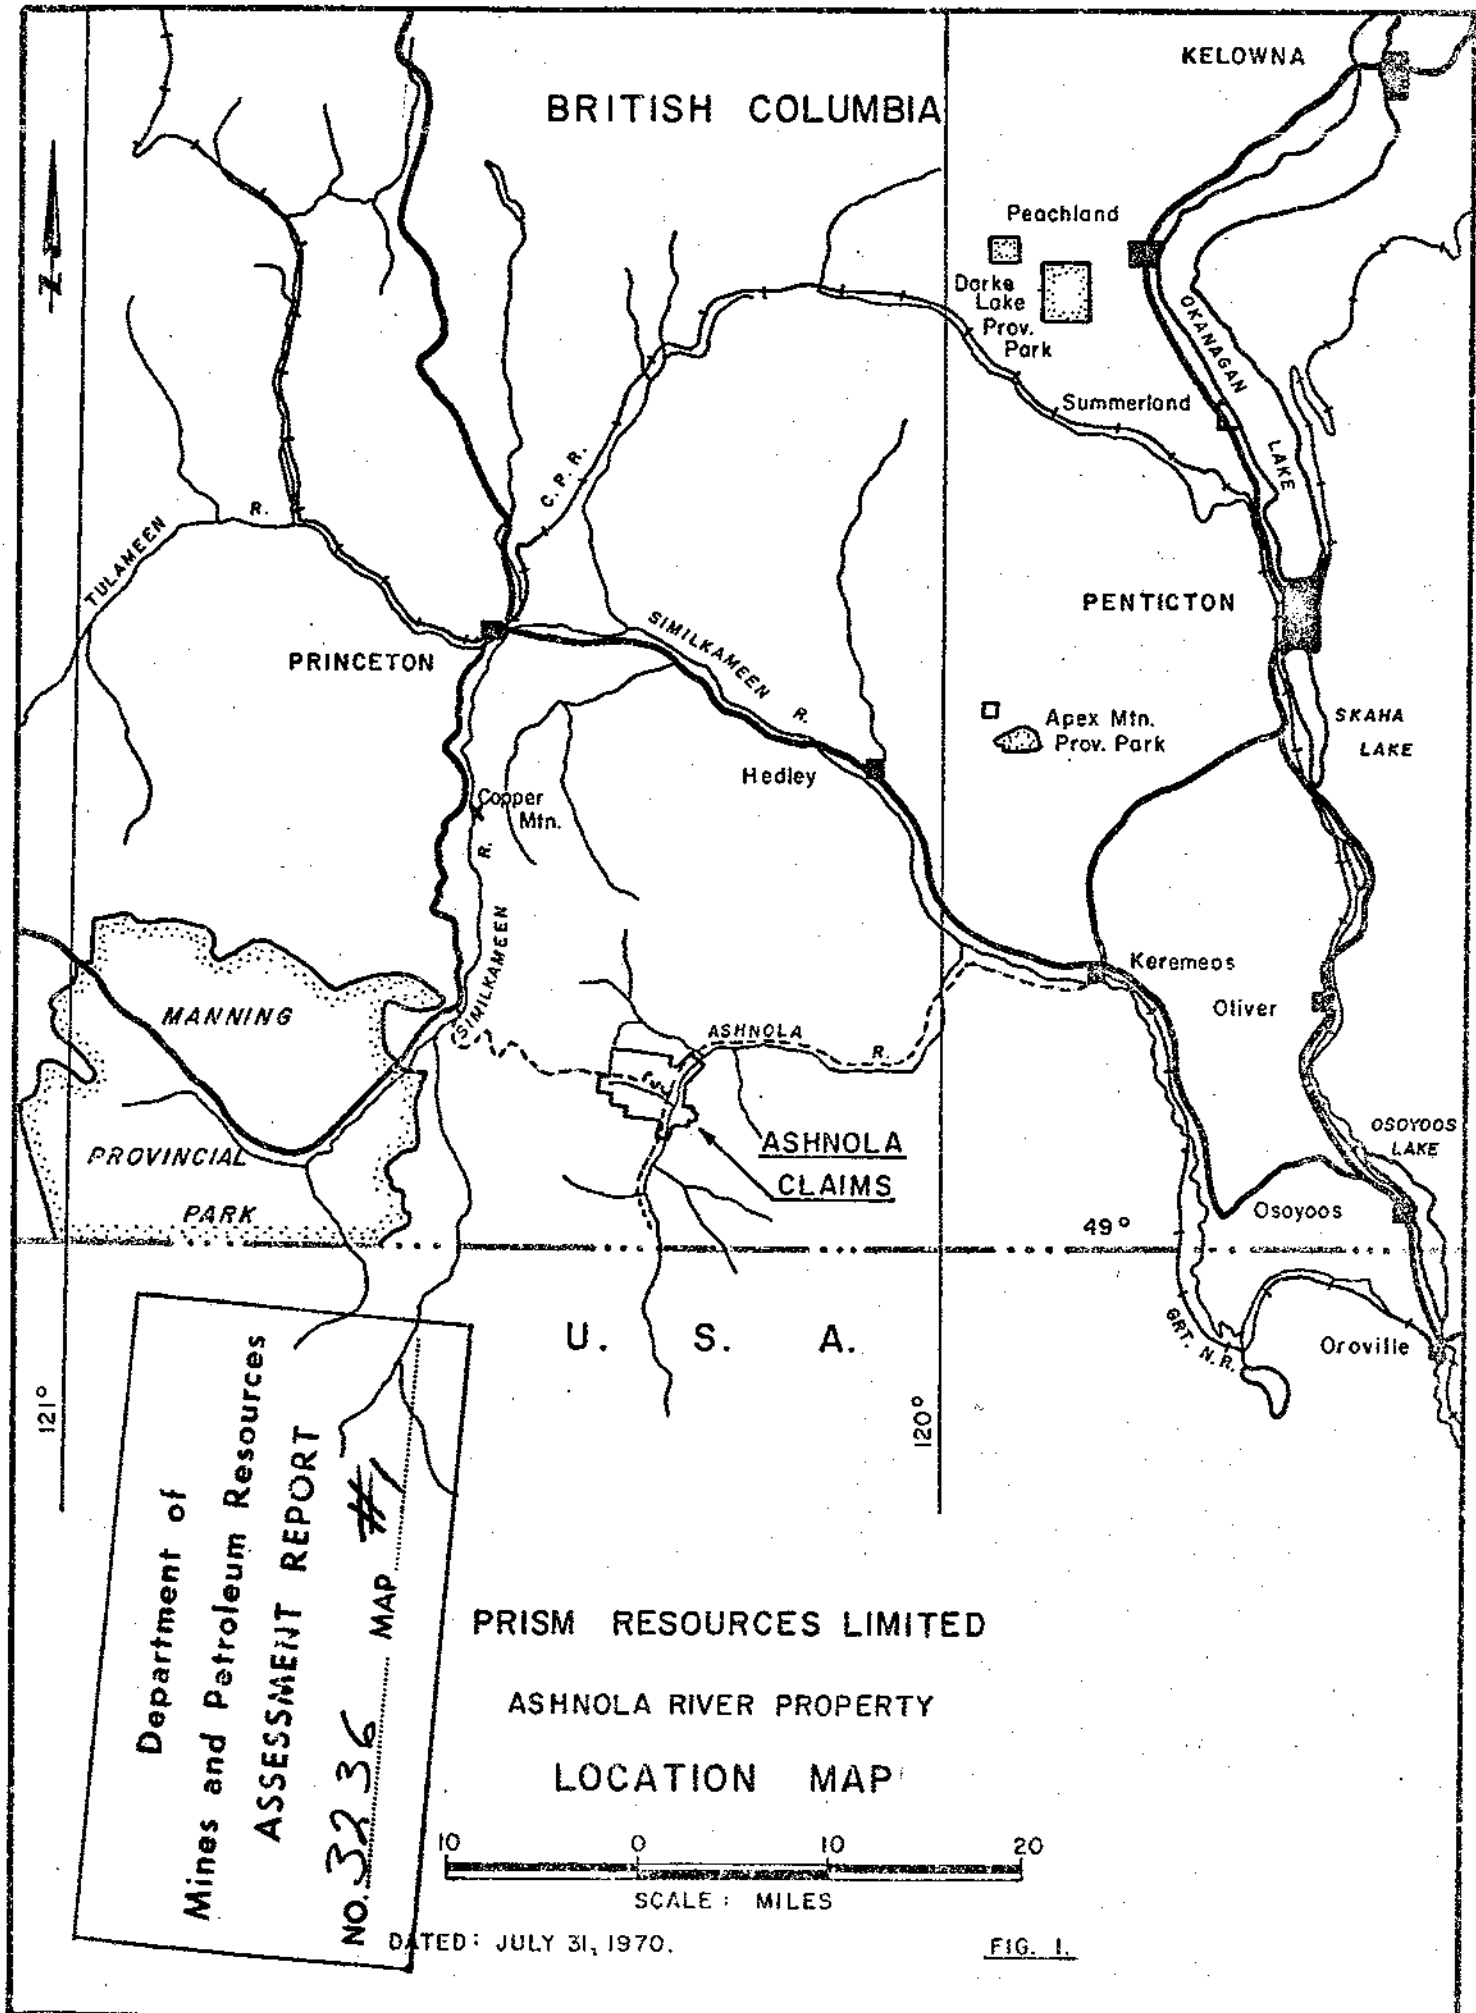 KELOWNA
BRITISH COLUMBIA
Peachland
Darke
Lake
Prov.
Park
N
OKANAGAN
LAKE
Summerland
C. P. R.
TULAMEEN
R.
SIMILKAMEEN
R.
PENTICTON
PRINCETON
Apex Mtn.
Prov. Park
SKAHA
LAKE
Hedley
Copper
Mtn.
R.
SIMILKAMEEN
SIMILKAMEEN
Keremeos
Oliver
MANNING
ASHNOLA
R.
OSOYOOS
LAKE
ASHNOLA
CLAIMS
PROVINCIAL
PARK
Osoyoos
49°
U. S. A.
GRT. N.R.
Oroville
121°
120°
Department of
Mines and Petroleum Resources
ASSESSMENT REPORT
NO. 3236 MAP #1
PRISM RESOURCES LIMITED
ASHNOLA RIVER PROPERTY
LOCATION MAP
10 0 10 20
SCALE : MILES
DATED: JULY 31, 1970.
FIG. 1.